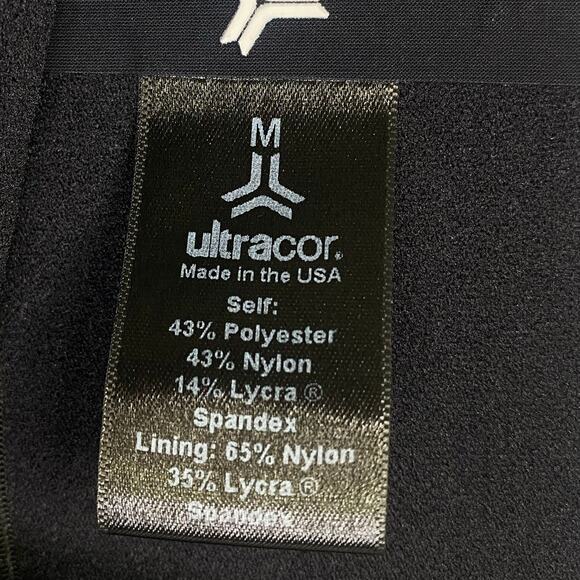 M
ultracor®
Made in the USA
Self:
43% Polyester
43% Nylon
14% Lycra ®
Spandex
Lining: 65% Nylon
35% Lycra ®
Spandex